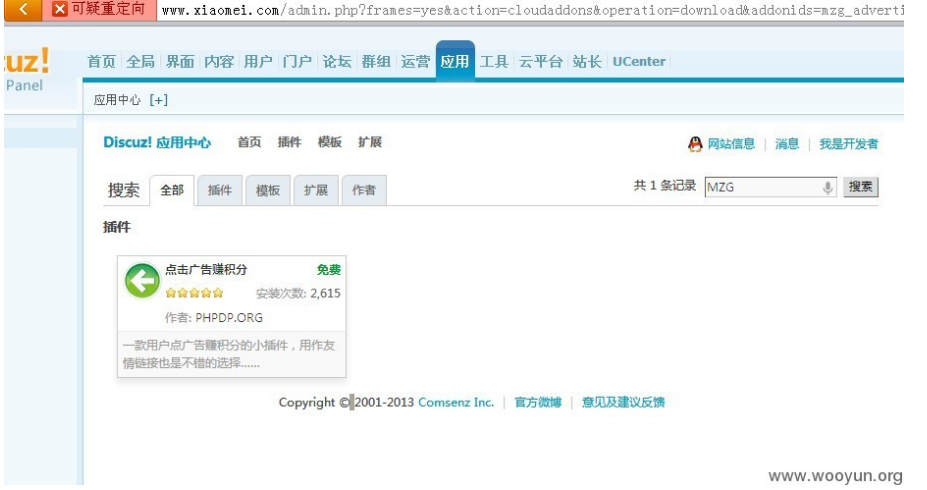 可疑重定向 www.xiaomei.com/admin.php?frames=yes&action=cloudaddons&operation=download&addonids=mzg_adverti
uz!
Panel
首页 全局 界面 内容 用户 门户 论坛 群组 运营 应用 工具 云平台 站长 UCenter
应用中心 [+]
Discuz! 应用中心 首页 插件 模板 扩展 网站信息 | 消息 | 我是开发者
搜索 全部 插件 模板 扩展 作者 共 1 条记录 MZG 搜索
插件
点击广告赚积分 免费
安装次数: 2,615
作者: PHPDP.ORG
一款用户点广告赚积分的小插件，用作友
情链接也是不错的选择......
Copyright © 2001-2013 Comsenz Inc. | 官方微博 | 意见及建议反馈
www.wooyun.org